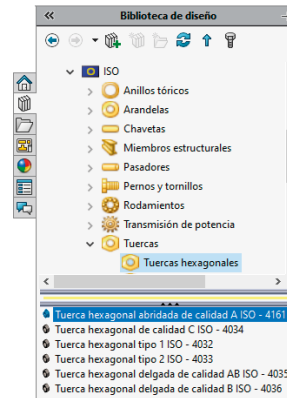 Biblioteca de diseño
ISO
Anillos tóricos
Arandelas
Chavetas
Miembros estructurales
Pasadores
Pernos y tornillos
Rodamientos
Transmisión de potencia
Tuercas
Tuercas hexagonales
Tuerca hexagonal abridada de calidad A ISO - 4161
Tuerca hexagonal de calidad C ISO - 4034
Tuerca hexagonal tipo 1 ISO - 4032
Tuerca hexagonal tipo 2 ISO - 4033
Tuerca hexagonal delgada de calidad AB ISO - 4035
Tuerca hexagonal delgada de calidad B ISO - 4036